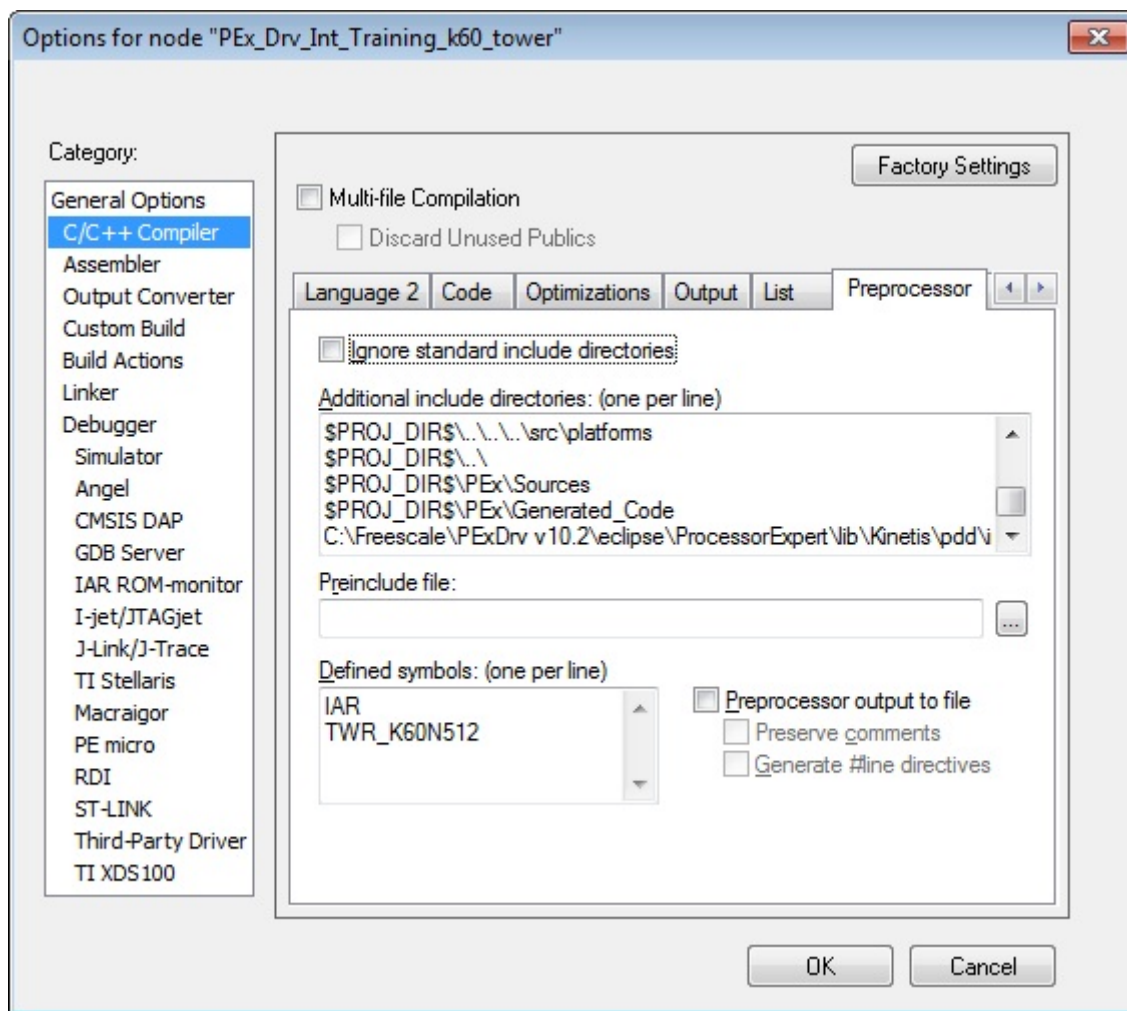 Options for node "PEx_Drv_Int_Training_k60_tower"
Category:
General Options
C/C++ Compiler
Assembler
Output Converter
Custom Build
Build Actions
Linker
Debugger
Simulator
Angel
CMSIS DAP
GDB Server
IAR ROM-monitor
I-jet/JTAGjet
J-Link/J-Trace
TI Stellaris
Macraigor
PE micro
RDI
ST-LINK
Third-Party Driver
TI XDS100
Factory Settings
Multi-file Compilation
Discard Unused Publics
Language 2 Code Optimizations Output List Preprocessor
Ignore standard include directories
Additional include directories: (one per line)
$PROJ_DIR$\..\..\..\src\platforms
$PROJ_DIR$\..\
$PROJ_DIR$\PEx\Sources
$PROJ_DIR$\PEx\Generated_Code
C:\Freescale\PExDrv v10.2\eclipse\ProcessorExpert\lib\Kinetis\pdd\i
Preinclude file:
...
Defined symbols: (one per line)
IAR
TWR_K60N512
Preprocessor output to file
Preserve comments
Generate #line directives
OK Cancel